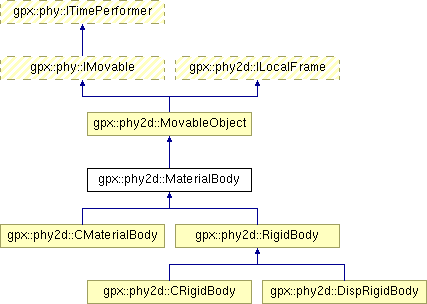 gpx::phy::ITimePerformer
gpx::phy::IMovable
gpx::phy2d::ILocalFrame
gpx::phy2d::MovableObject
gpx::phy2d::MaterialBody
gpx::phy2d::CMaterialBody
gpx::phy2d::RigidBody
gpx::phy2d::CRigidBody
gpx::phy2d::DispRigidBody